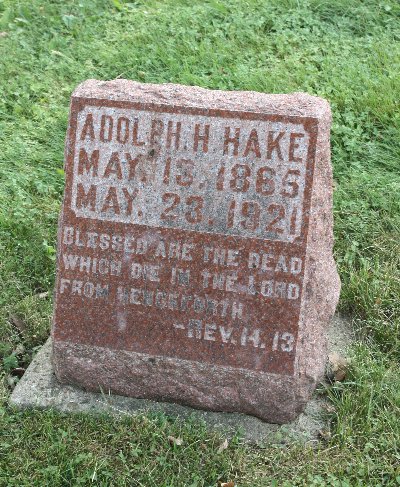 ADOLPH. H HAKE
MAY. 13. 1865
MAY. 23. 1921
BLESSED ARE THE DEAD
WHICH DIE IN THE LORD
FROM HENCEFORTH
-REV. 14. 13